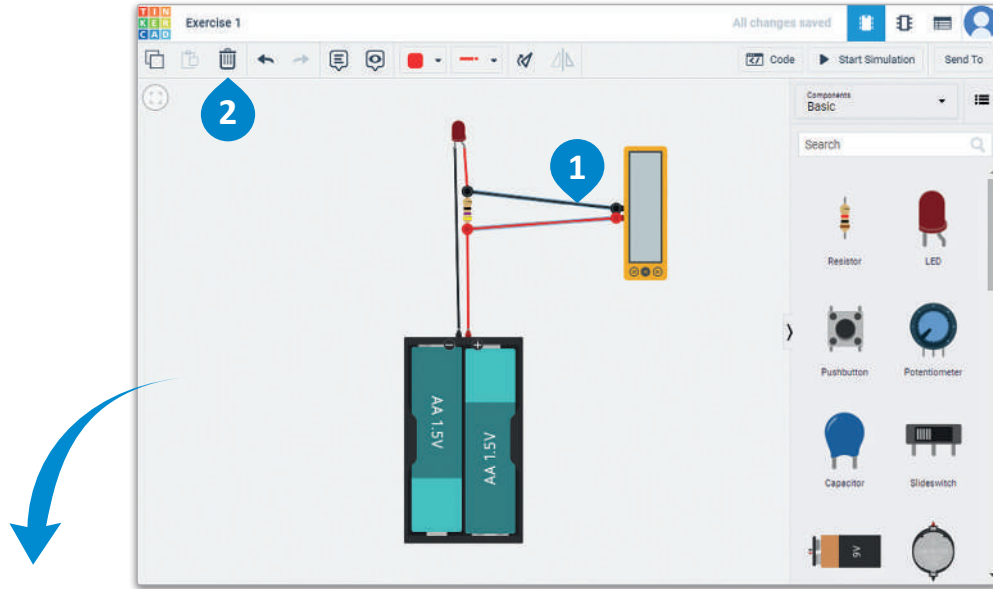 TIN
KER
CAD
Exercise 1
All changes saved
Code
Start Simulation
Send To
2
Components
Basic
Search
1
Resistor
LED
Pushbutton
Potentiometer
AA 1.5V
AA 1.5V
Capacitor
Slideswitch
9V